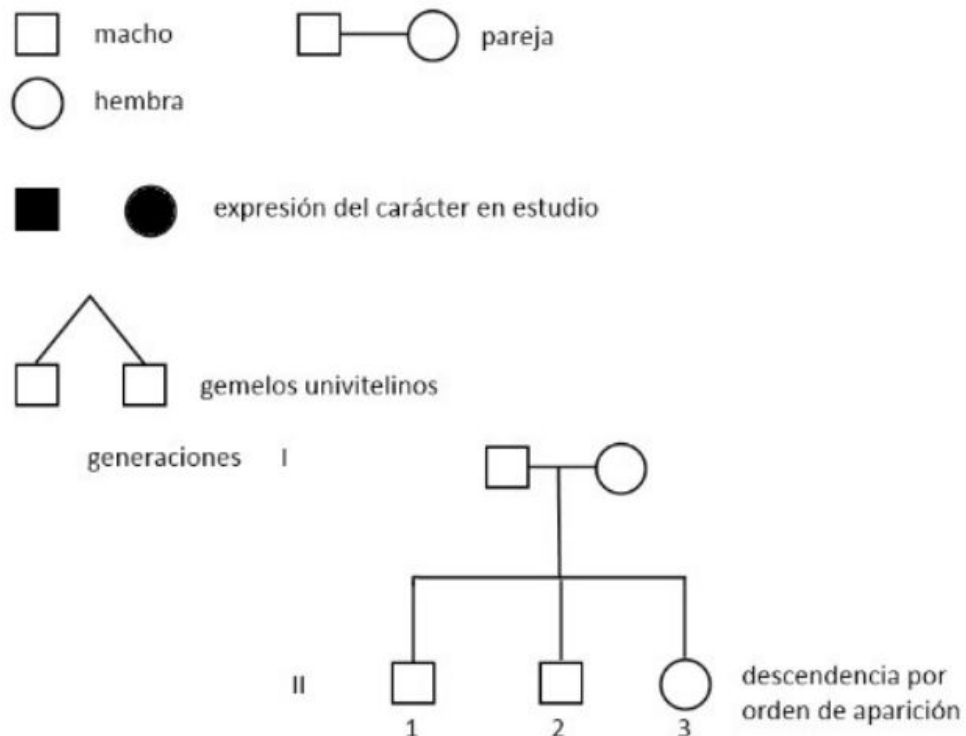 macho
pareja
hembra
expresión del carácter en estudio
gemelos univitelinos
generaciones I
II
descendencia por
orden de aparición
1 2 3